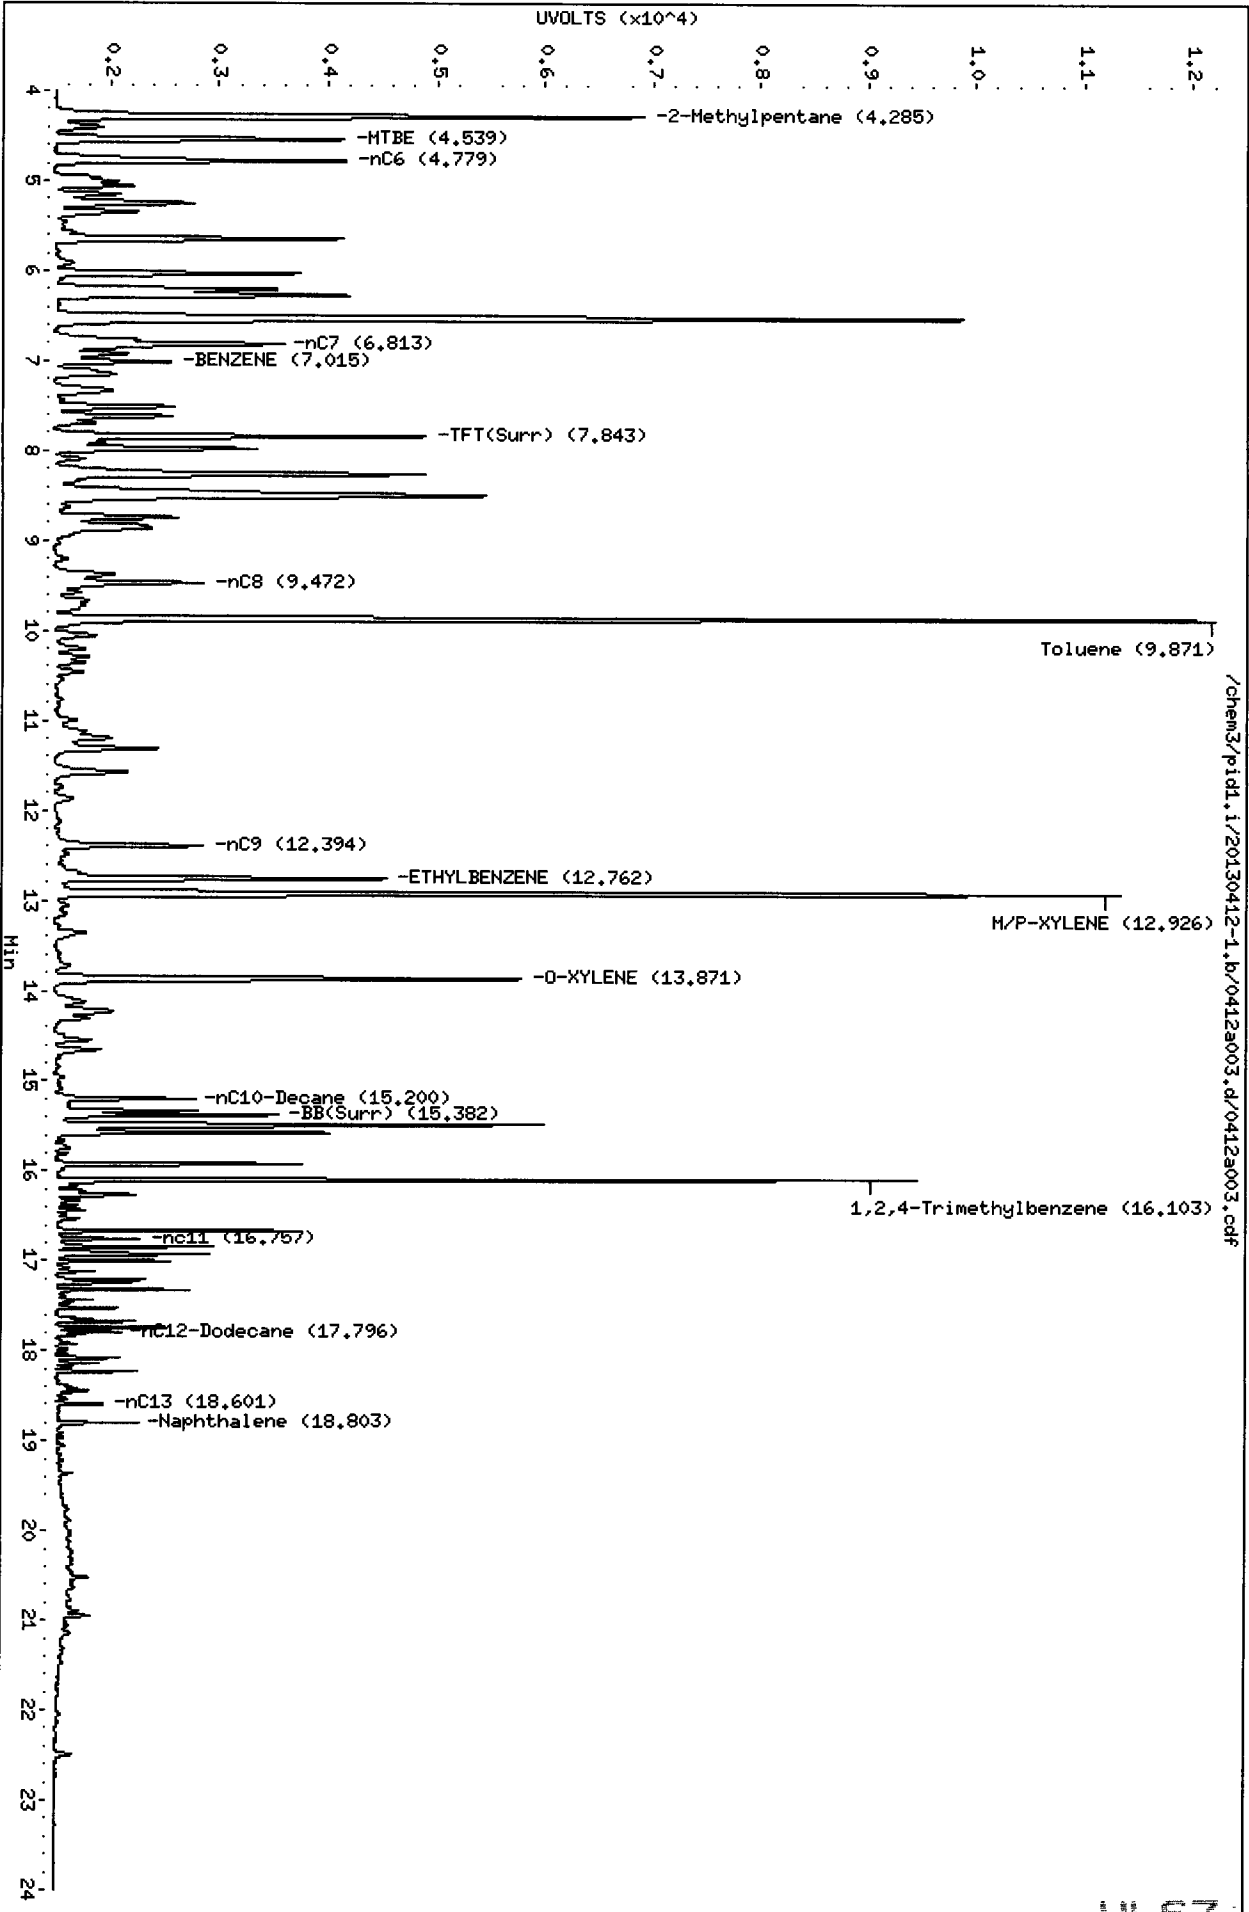 UVOLTS (x10^4)
0.2
0.3
0.4
0.5
0.6
0.7
0.8
0.9
1.0
1.1
1.2
/chem3/pid1.i/20130412-1.b/0412a003.d/0412a003.cdf
4
-2-Methylpentane (4.285)
-MTBE (4.539)
-nC6 (4.779)
5
6
-nC7 (6.813)
7
-BENZENE (7.015)
-TFT(Surr) (7.843)
8
9
-nC8 (9.472)
10
Toluene (9.871)
11
12
-nC9 (12.394)
-ETHYLBENZENE (12.762)
13
M/P-XYLENE (12.926)
-O-XYLENE (13.871)
14
15
-nC10-Decane (15.200)
-BB(Surr) (15.382)
16
1,2,4-Trimethylbenzene (16.103)
-nc11 (16.757)
17
-nC12-Dodecane (17.796)
18
-nC13 (18.601)
-Naphthalene (18.803)
19
20
21
22
23
24
Min